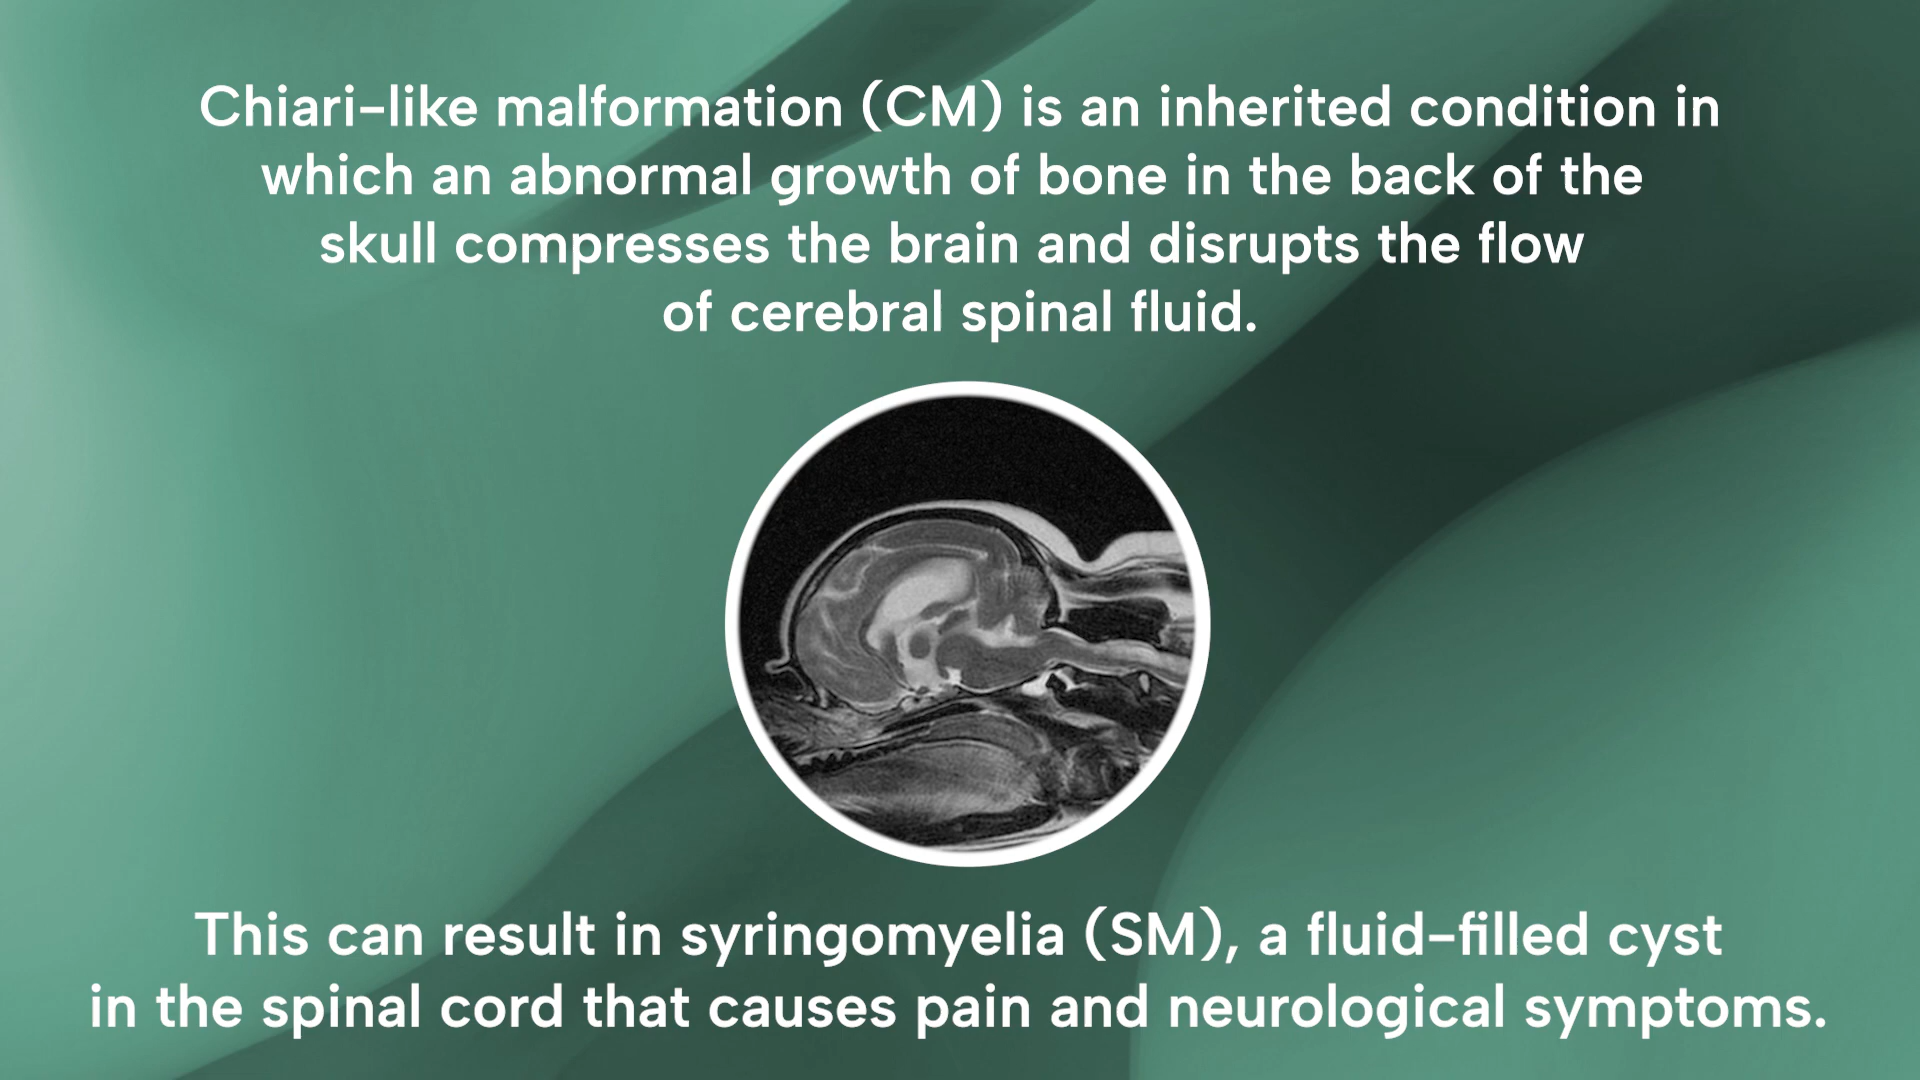 Chiari-like malformation (CM) is an inherited condition in
which an abnormal growth of bone in the back of the
skull compresses the brain and disrupts the flow
of cerebral spinal fluid.
This can result in syringomyelia (SM), a fluid-filled cyst
in the spinal cord that causes pain and neurological symptoms.